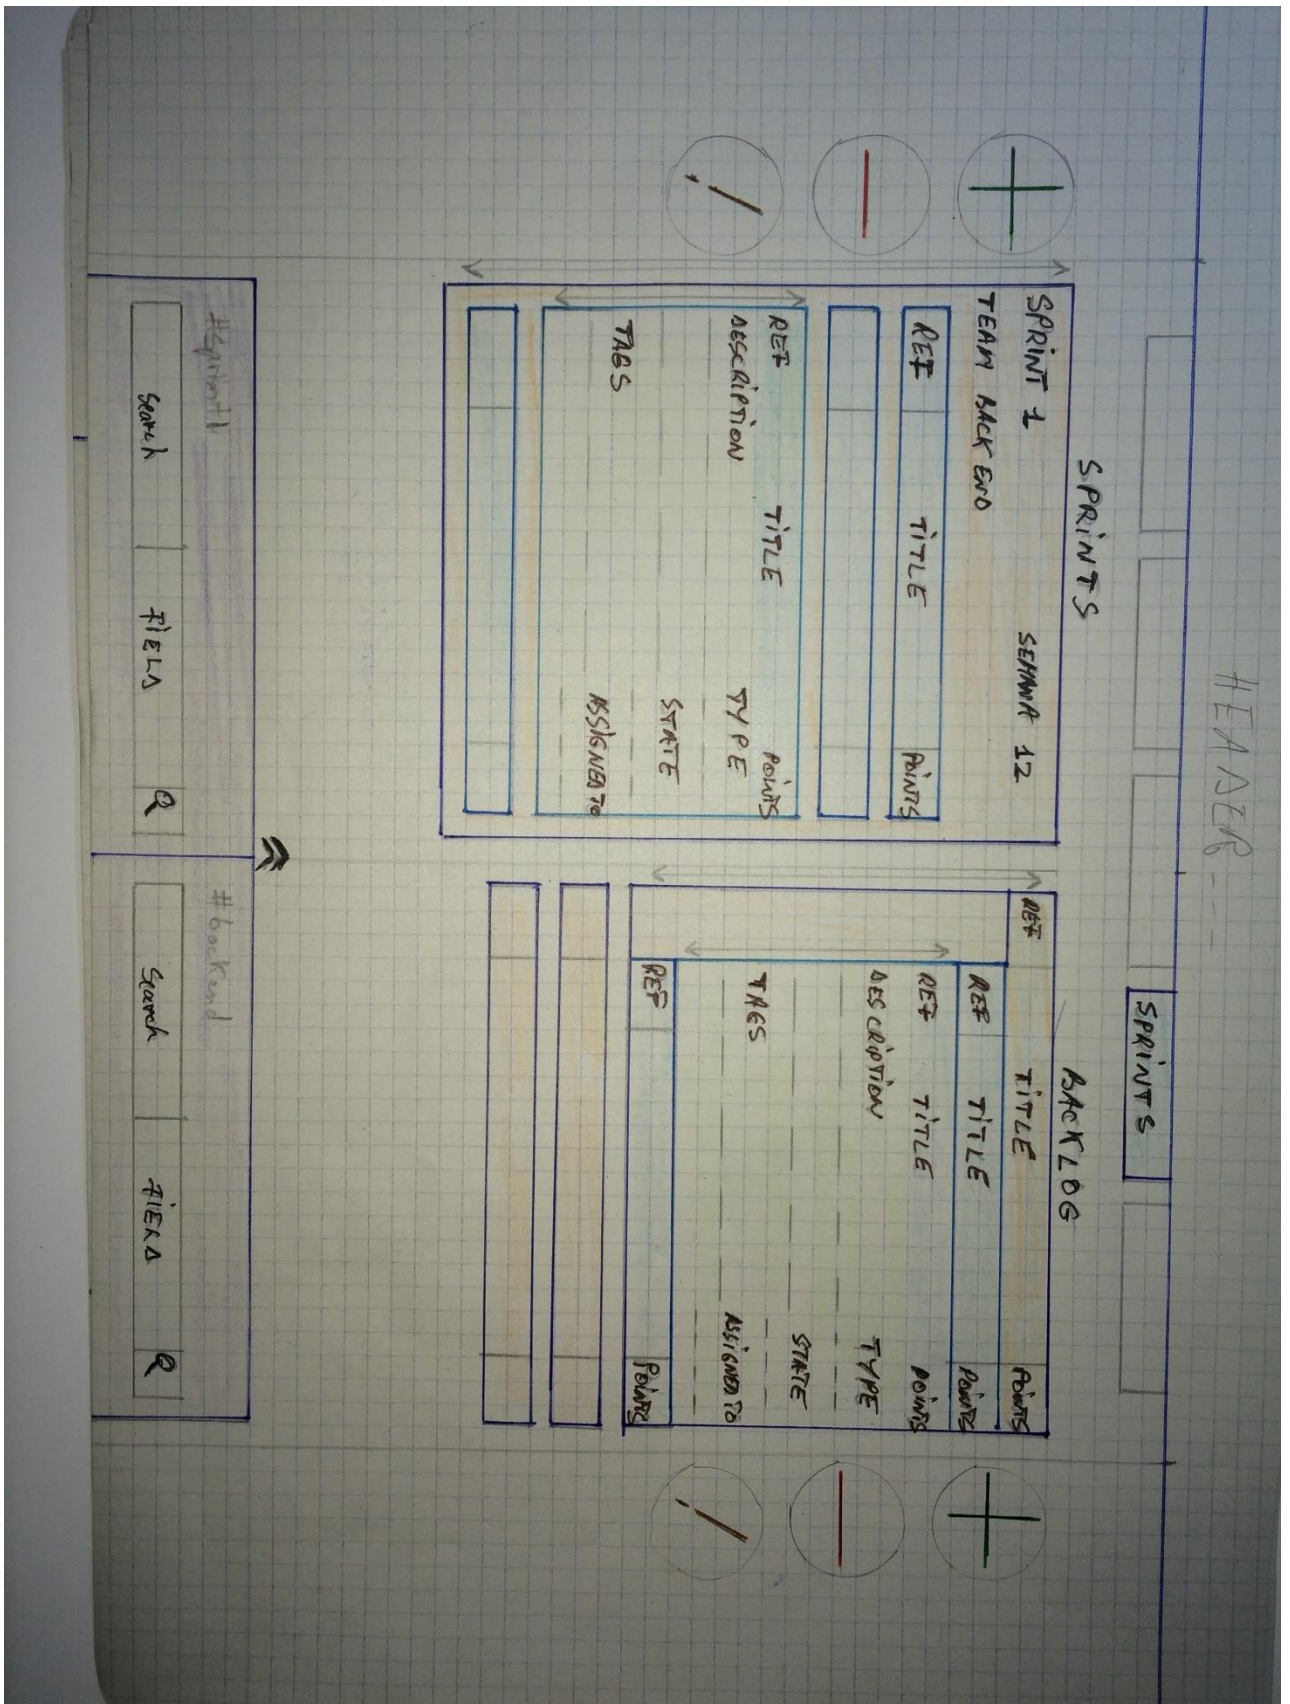 HEADER---
SPRINTS
SPRINTS
BACKLOG
SPRINT 1 SEMANA 12
TEAM BACK END
REF TITLE POINTS
REF TITLE POINTS
DESCRIPTION TYPE
STATE
TAGS
ASSIGNED TO
REF TITLE POINTS
REF TITLE POINTS
REF TITLE POINTS
DESCRIPTION TYPE
STATE
TAGS
ASSIGNED TO
REF POINTS
#sprint1
Search FIELD
#backend
Search FIELD